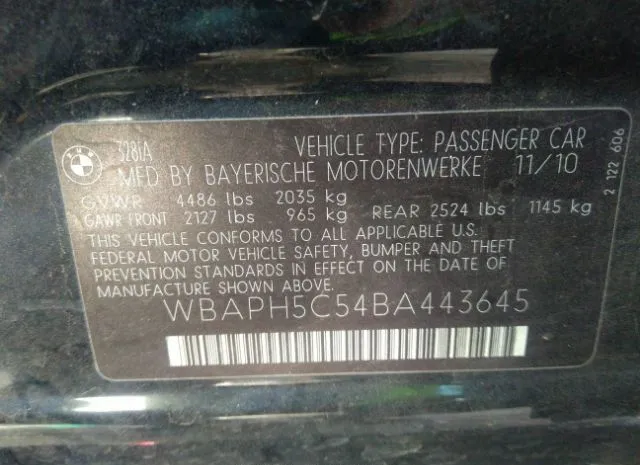 BMW
328iA VEHICLE TYPE: PASSENGER CAR
MFD BY BAYERISCHE MOTORENWERKE 11/10
GVWR 4486 lbs 2035 kg
GAWR FRONT 2127 lbs 965 kg REAR 2524 lbs 1145 kg
THIS VEHICLE CONFORMS TO ALL APPLICABLE U.S.
FEDERAL MOTOR VEHICLE SAFETY, BUMPER AND THEFT
PREVENTION STANDARDS IN EFFECT ON THE DATE OF
MANUFACTURE SHOWN ABOVE.
WBAPH5C54BA443645
2 122 606